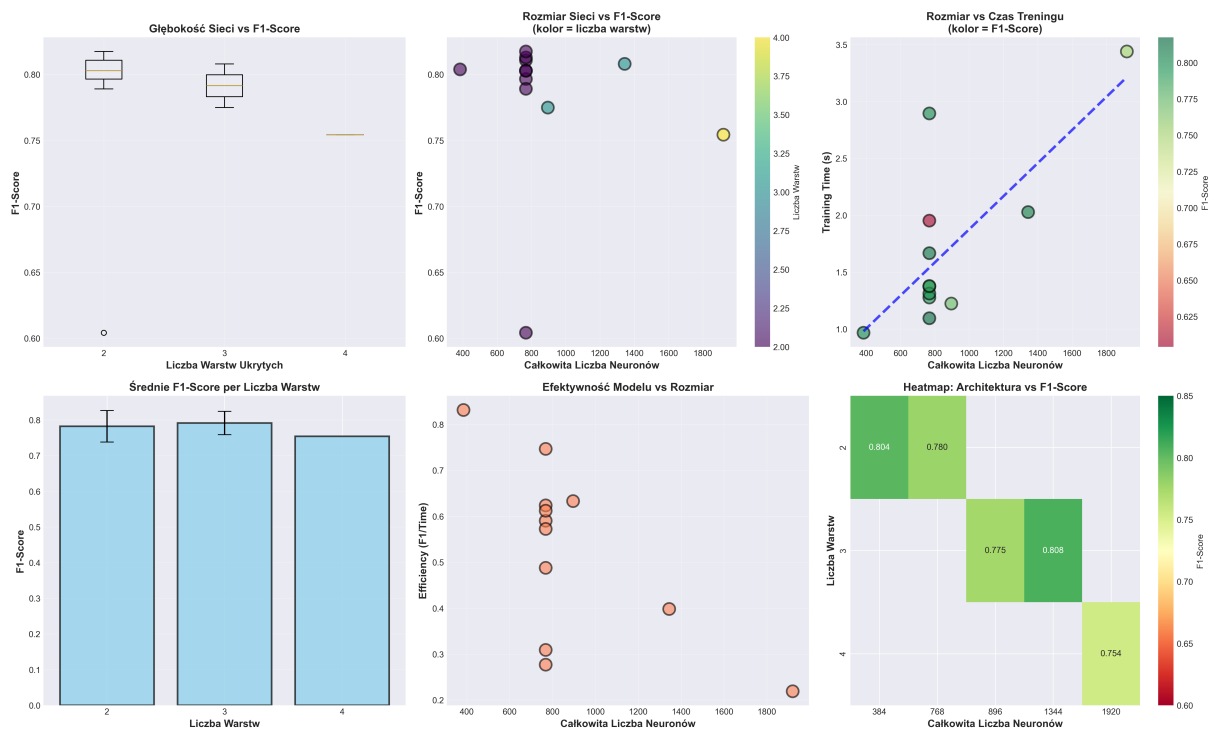 Głębokość Sieci vs F1-Score
F1-Score
0.80
0.75
0.70
0.65
0.60
2 3 4
Liczba Warstw Ukrytych
Rozmiar Sieci vs F1-Score
(kolor = liczba warstw)
F1-Score
0.80
0.75
0.70
0.65
0.60
400 600 800 1000 1200 1400 1600 1800
Całkowita Liczba Neuronów
4.00
3.75
3.50
3.25
3.00
2.75
2.50
2.25
2.00
Liczba Warstw
Rozmiar vs Czas Treningu
(kolor = F1-Score)
Training Time (s)
3.5
3.0
2.5
2.0
1.5
1.0
400 600 800 1000 1200 1400 1600 1800
Całkowita Liczba Neuronów
0.800
0.775
0.750
0.725
0.700
0.675
0.650
0.625
F1-Score
Średnie F1-Score per Liczba Warstw
F1-Score
0.8
0.7
0.6
0.5
0.4
0.3
0.2
0.1
0.0
2 3 4
Liczba Warstw
Efektywność Modelu vs Rozmiar
Efficiency (F1/Time)
0.8
0.7
0.6
0.5
0.4
0.3
0.2
400 600 800 1000 1200 1400 1600 1800
Całkowita Liczba Neuronów
Heatmap: Architektura vs F1-Score
Liczba Warstw
2
3
4
0.804 0.780
0.775 0.808
0.754
384 768 896 1344 1920
Całkowita Liczba Neuronów
0.85
0.80
0.75
0.70
0.65
0.60
F1-Score